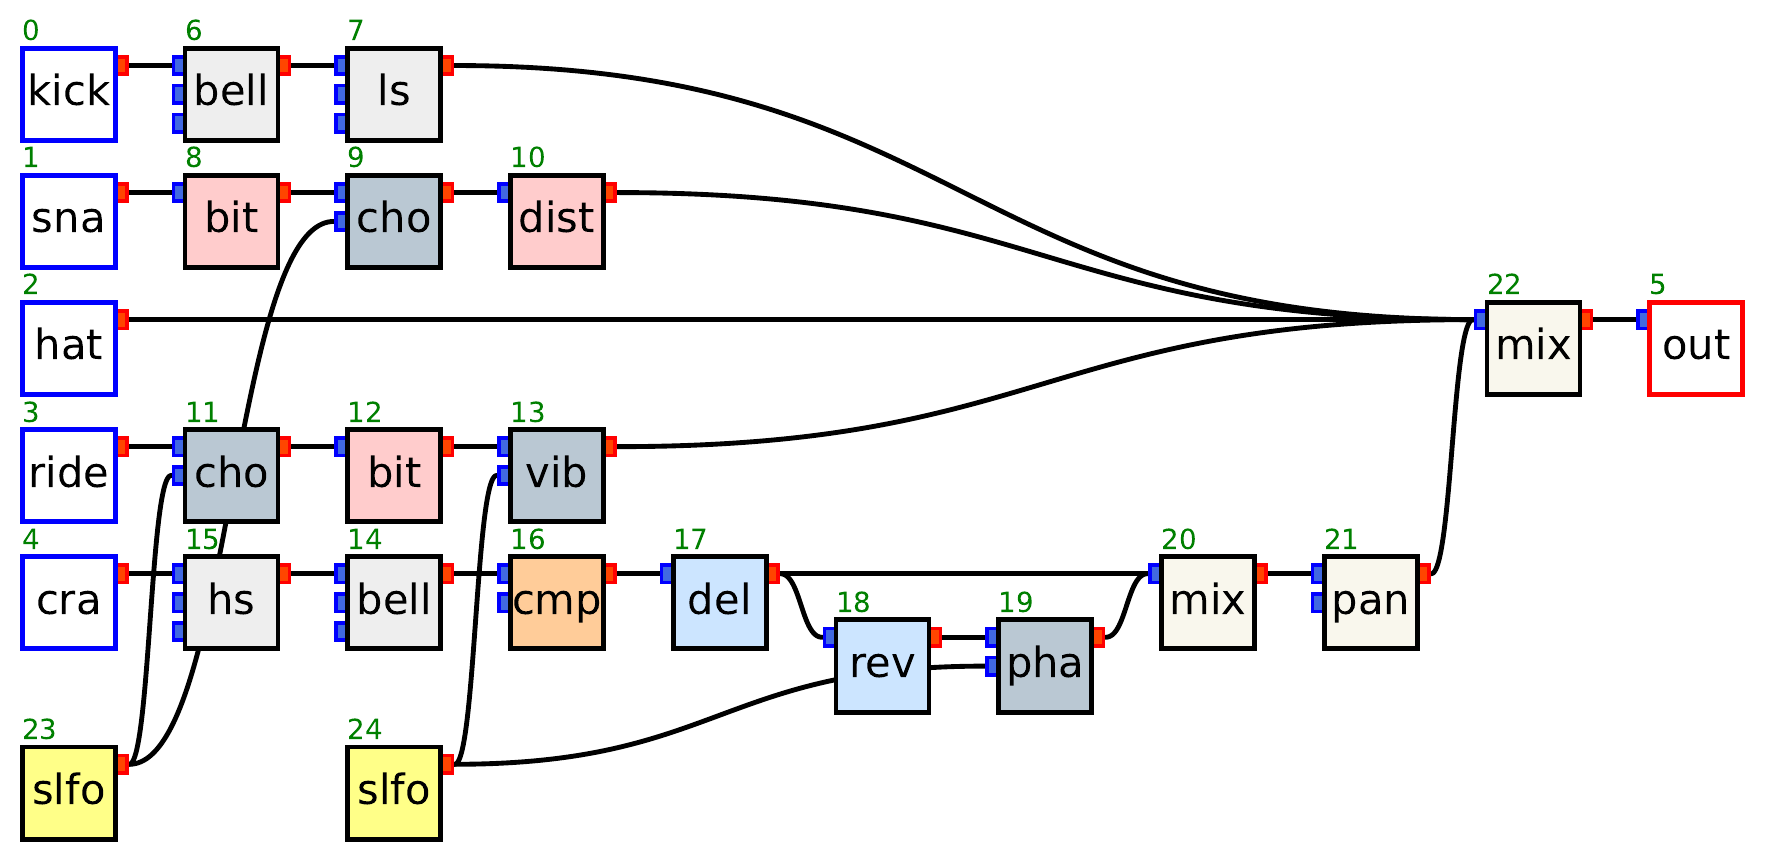 0 6 7
kick bell ls
1 8 9 10
sna bit cho dist
2 22 5
hat mix out
3 11 12 13
ride cho bit vib
4 15 14 16 17 20 21
cra hs bell cmp del mix pan
18 19
rev pha
23 24
slfo slfo